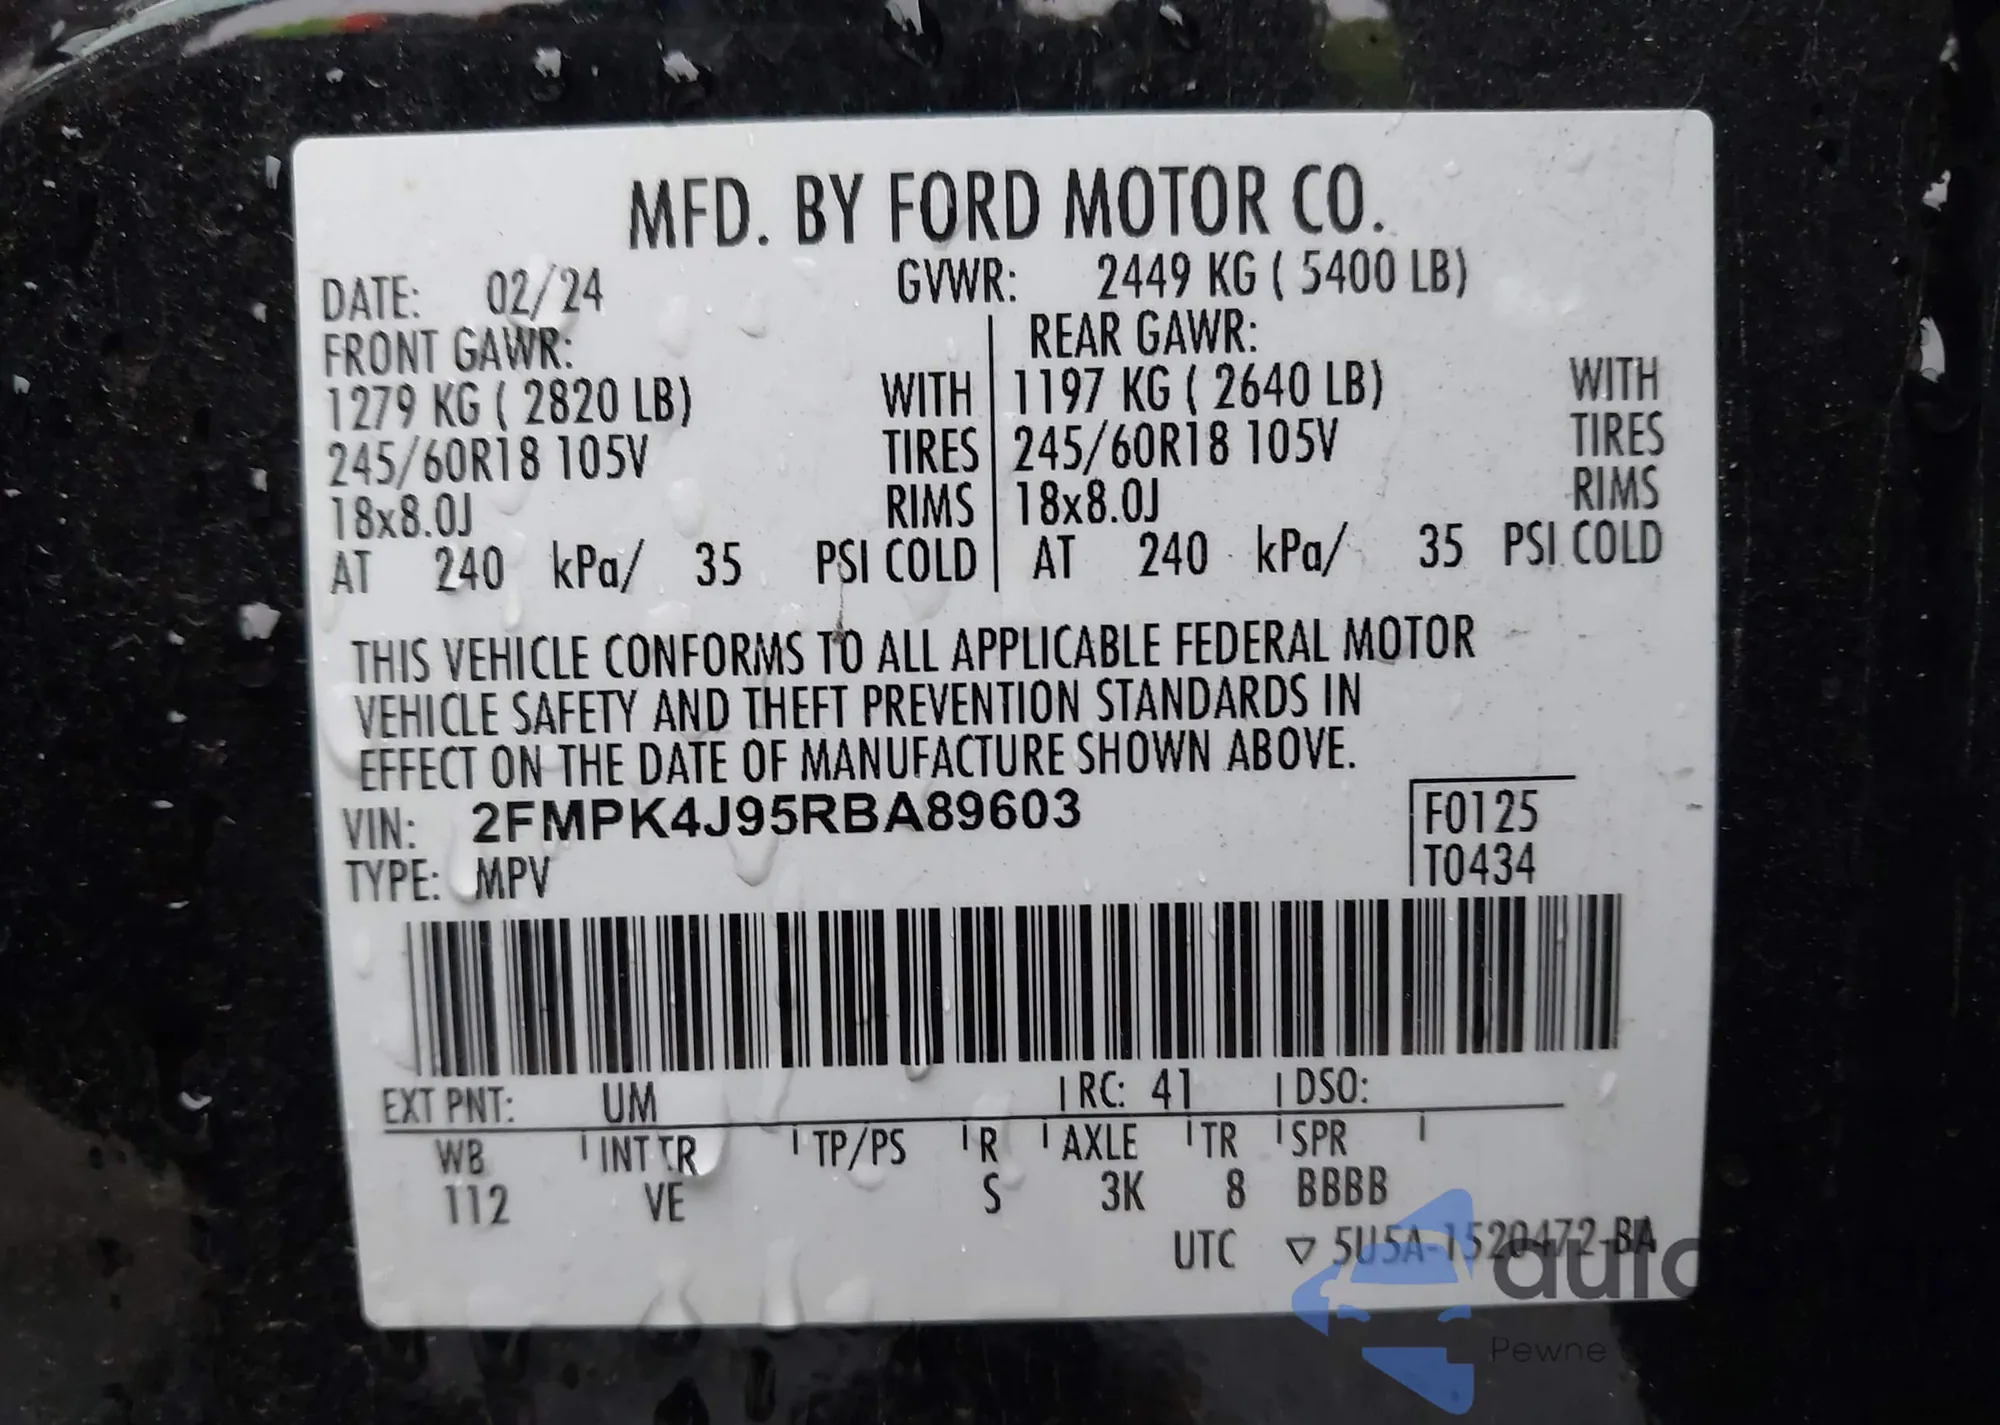 MFD. BY FORD MOTOR CO.
DATE: 02/24 GVWR: 2449 KG ( 5400 LB)
FRONT GAWR: REAR GAWR:
1279 KG ( 2820 LB) WITH 1197 KG ( 2640 LB) WITH
245/60R18 105V TIRES 245/60R18 105V TIRES
18x8.0J RIMS 18x8.0J RIMS
AT 240 kPa/ 35 PSI COLD AT 240 kPa/ 35 PSI COLD
THIS VEHICLE CONFORMS TO ALL APPLICABLE FEDERAL MOTOR
VEHICLE SAFETY AND THEFT PREVENTION STANDARDS IN
EFFECT ON THE DATE OF MANUFACTURE SHOWN ABOVE.
VIN: 2FMPK4J95RBA89603 F0125
TYPE: MPV T0434
EXT PNT: UM RC: 41 DSO:
WB INT TR TP/PS R AXLE TR SPR
112 VE S 3K 8 BBBB
UTC ▽ 5U5A-1520472-BA
Pewne